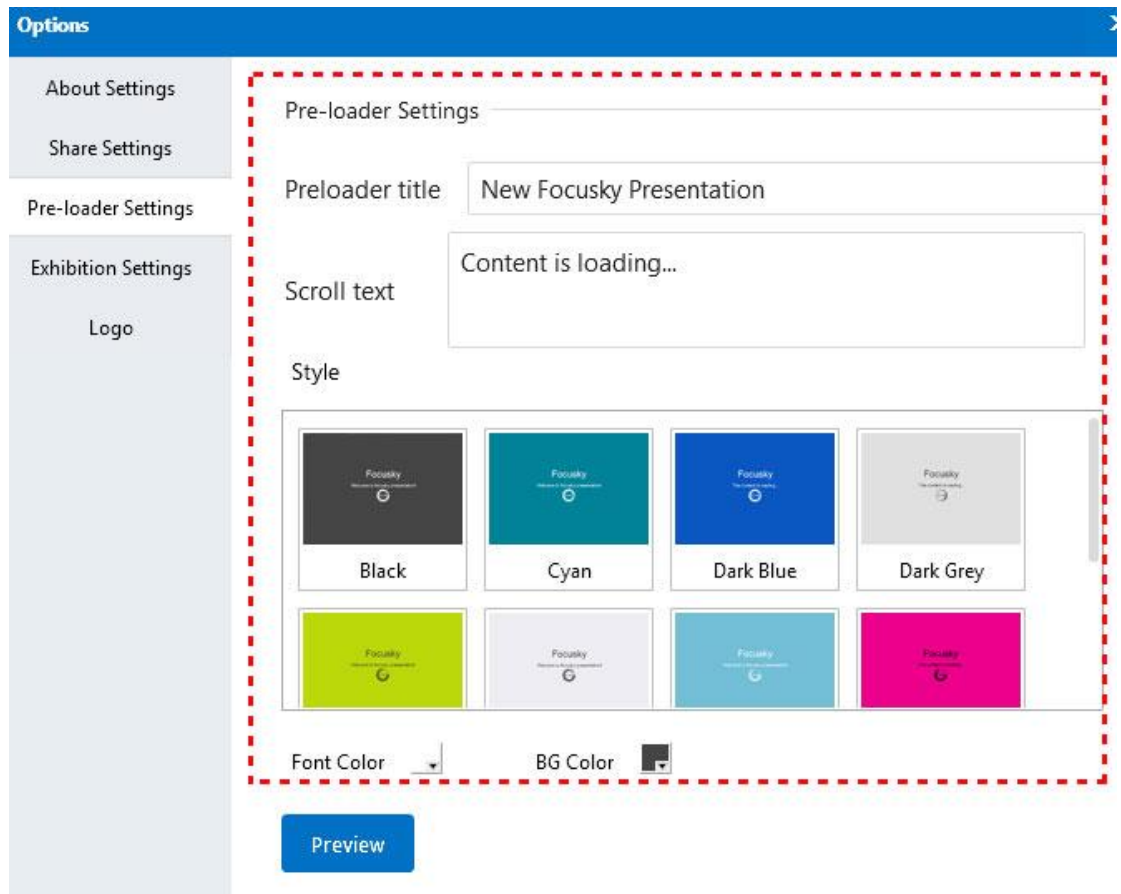 Options
About Settings
Share Settings
Pre-loader Settings
Exhibition Settings
Logo
Pre-loader Settings
Preloader title
New Focusky Presentation
Scroll text
Content is loading...
Style
Focusky
Focusky
Focusky
Focusky
Black
Cyan
Dark Blue
Dark Grey
Focusky
Focusky
Focusky
Focusky
Font Color
BG Color
Preview